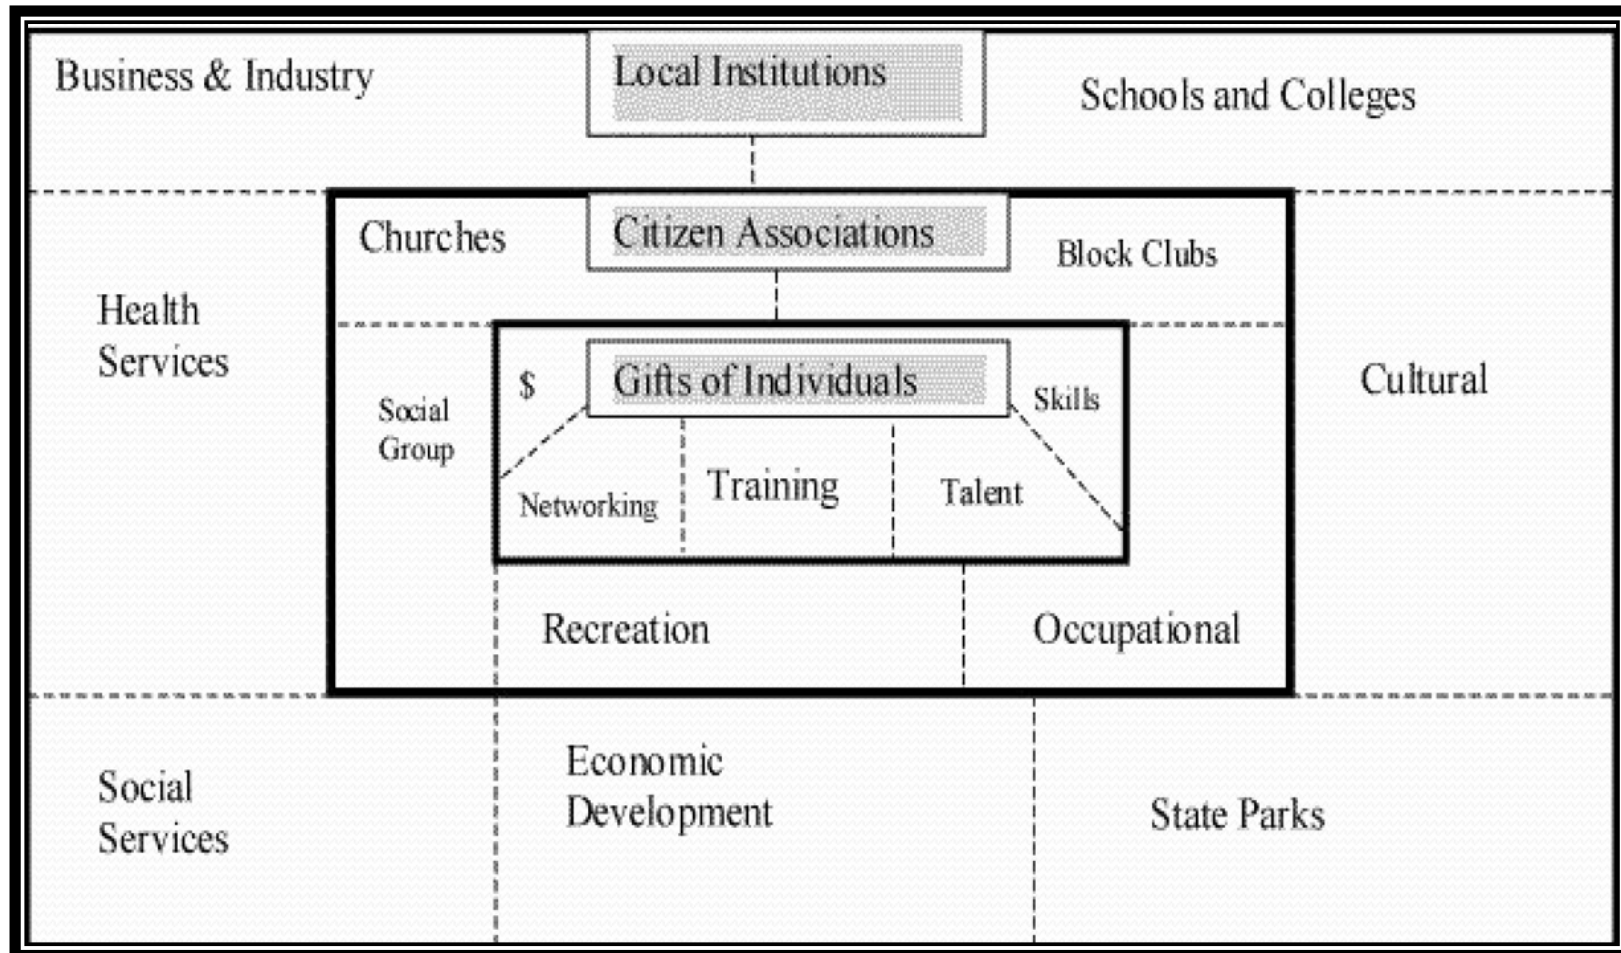 Business & Industry
Local Institutions
Schools and Colleges
Churches
Citizen Associations
Block Clubs
Health
Services
$
Gifts of Individuals
Skills
Cultural
Social
Group
Networking
Training
Talent
Recreation
Occupational
Social
Services
Economic
Development
State Parks